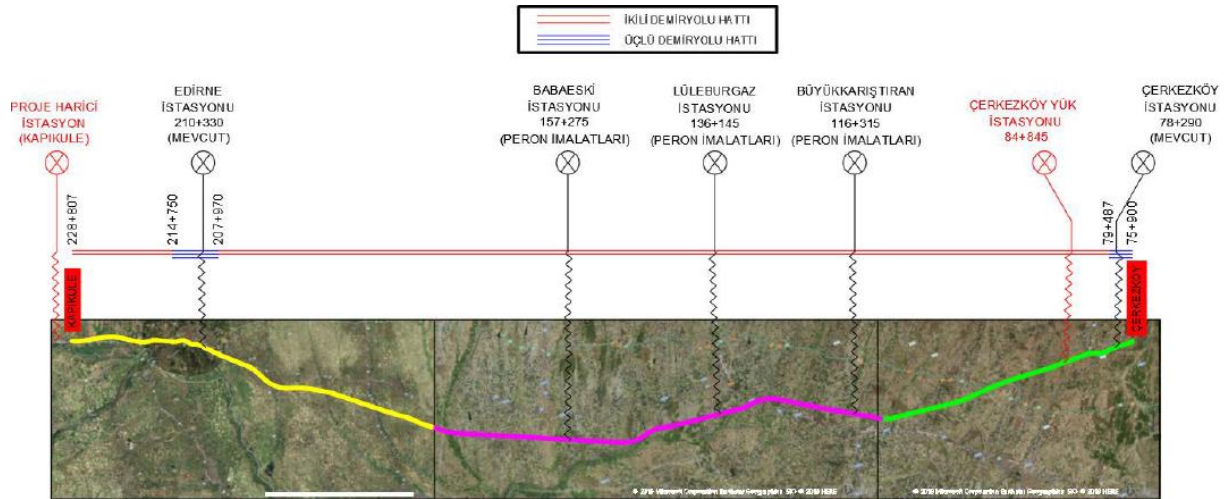 İKİLİ DEMİRYOLU HATTI
ÜÇLÜ DEMİRYOLU HATTI
PROJE HARİCİ
İSTASYON
(KAPIKULE)
EDİRNE
İSTASYONU
210+330
(MEVCUT)
BABAESKİ
İSTASYONU
157+275
(PERON İMALATLARI)
LÜLEBURGAZ
İSTASYONU
136+145
(PERON İMALATLARI)
BÜYÜKKARIŞTIRAN
İSTASYONU
116+315
(PERON İMALATLARI)
ÇERKEZKÖY YÜK
İSTASYONU
84+845
ÇERKEZKÖY
İSTASYONU
78+290
(MEVCUT)
228+807
214+750
207+970
79+487
75+900
KAPIKULE
ÇERKEZKÖY